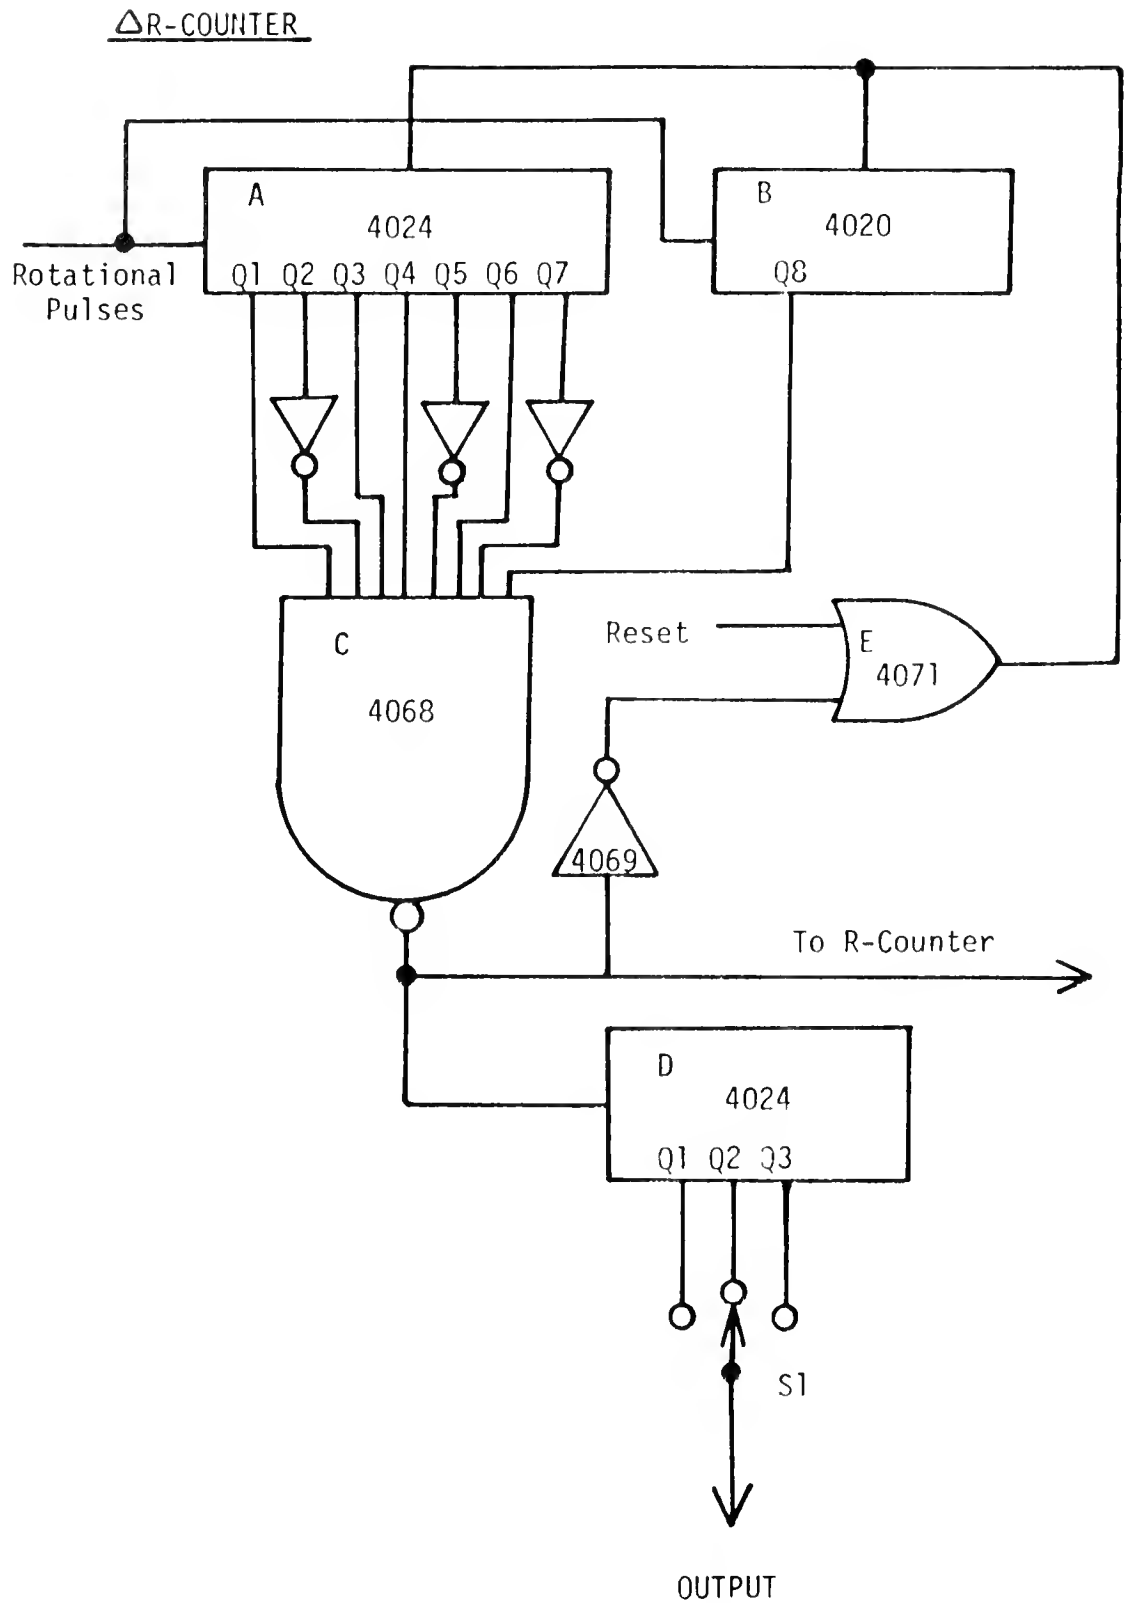 △R-COUNTER
A
4024
Q1 Q2 Q3 Q4 Q5 Q6 Q7
B
4020
Q8
Rotational
Pulses
C
4068
Reset
E
4071
4069
To R-Counter
D
4024
Q1 Q2 Q3
S1
OUTPUT